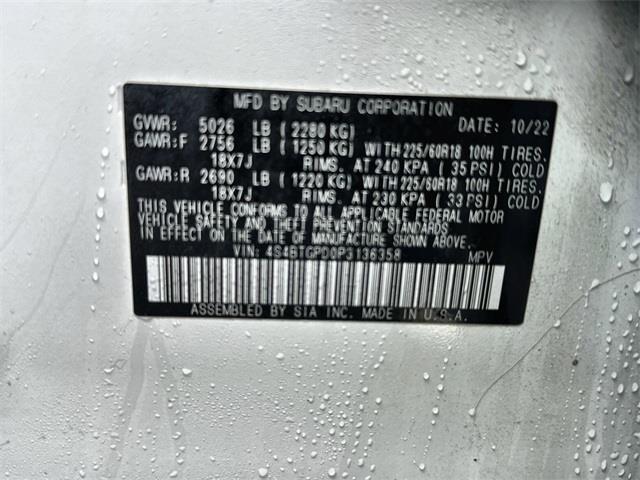 MFD BY SUBARU CORPORATION
GVWR: 5026 LB (2280 KG) DATE: 10/22
GAWR:F 2756 LB (1250 KG) WITH 225/60R18 100H TIRES.
18X7J RIMS. AT 240 KPA (35 PSI) COLD
GAWR:R 2690 LB (1220 KG) WITH 225/60R18 100H TIRES.
18X7J RIMS. AT 230 KPA (33 PSI) COLD
THIS VEHICLE CONFORMS TO ALL APPLICABLE FEDERAL MOTOR
VEHICLE SAFETY AND THEFT PREVENTION STANDARDS IN
EFFECT ON THE DATE OF MANUFACTURE SHOWN ABOVE.
VIN: 4S4BTGPD0P3136358 MPV
ASSEMBLED BY SIA INC. MADE IN U.S.A.